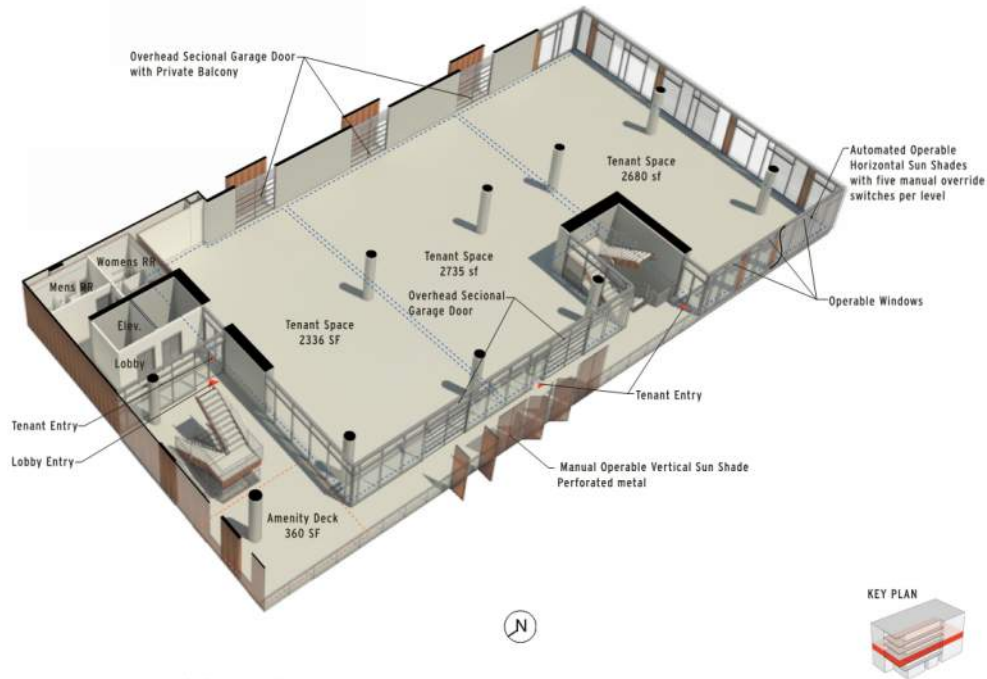 Overhead Secional Garage Door
with Private Balcony
Automated Operable
Horizontal Sun Shades
with five manual override
switches per level
Tenant Space
2680 sf
Womens RR
Tenant Space
2735 sf
Mens RR
Overhead Secional
Garage Door
Operable Windows
Elev.
Tenant Space
2336 SF
Lobby
Tenant Entry
Tenant Entry
Lobby Entry
Manual Operable Vertical Sun Shade
Perforated metal
Amenity Deck
360 SF
KEY PLAN
N